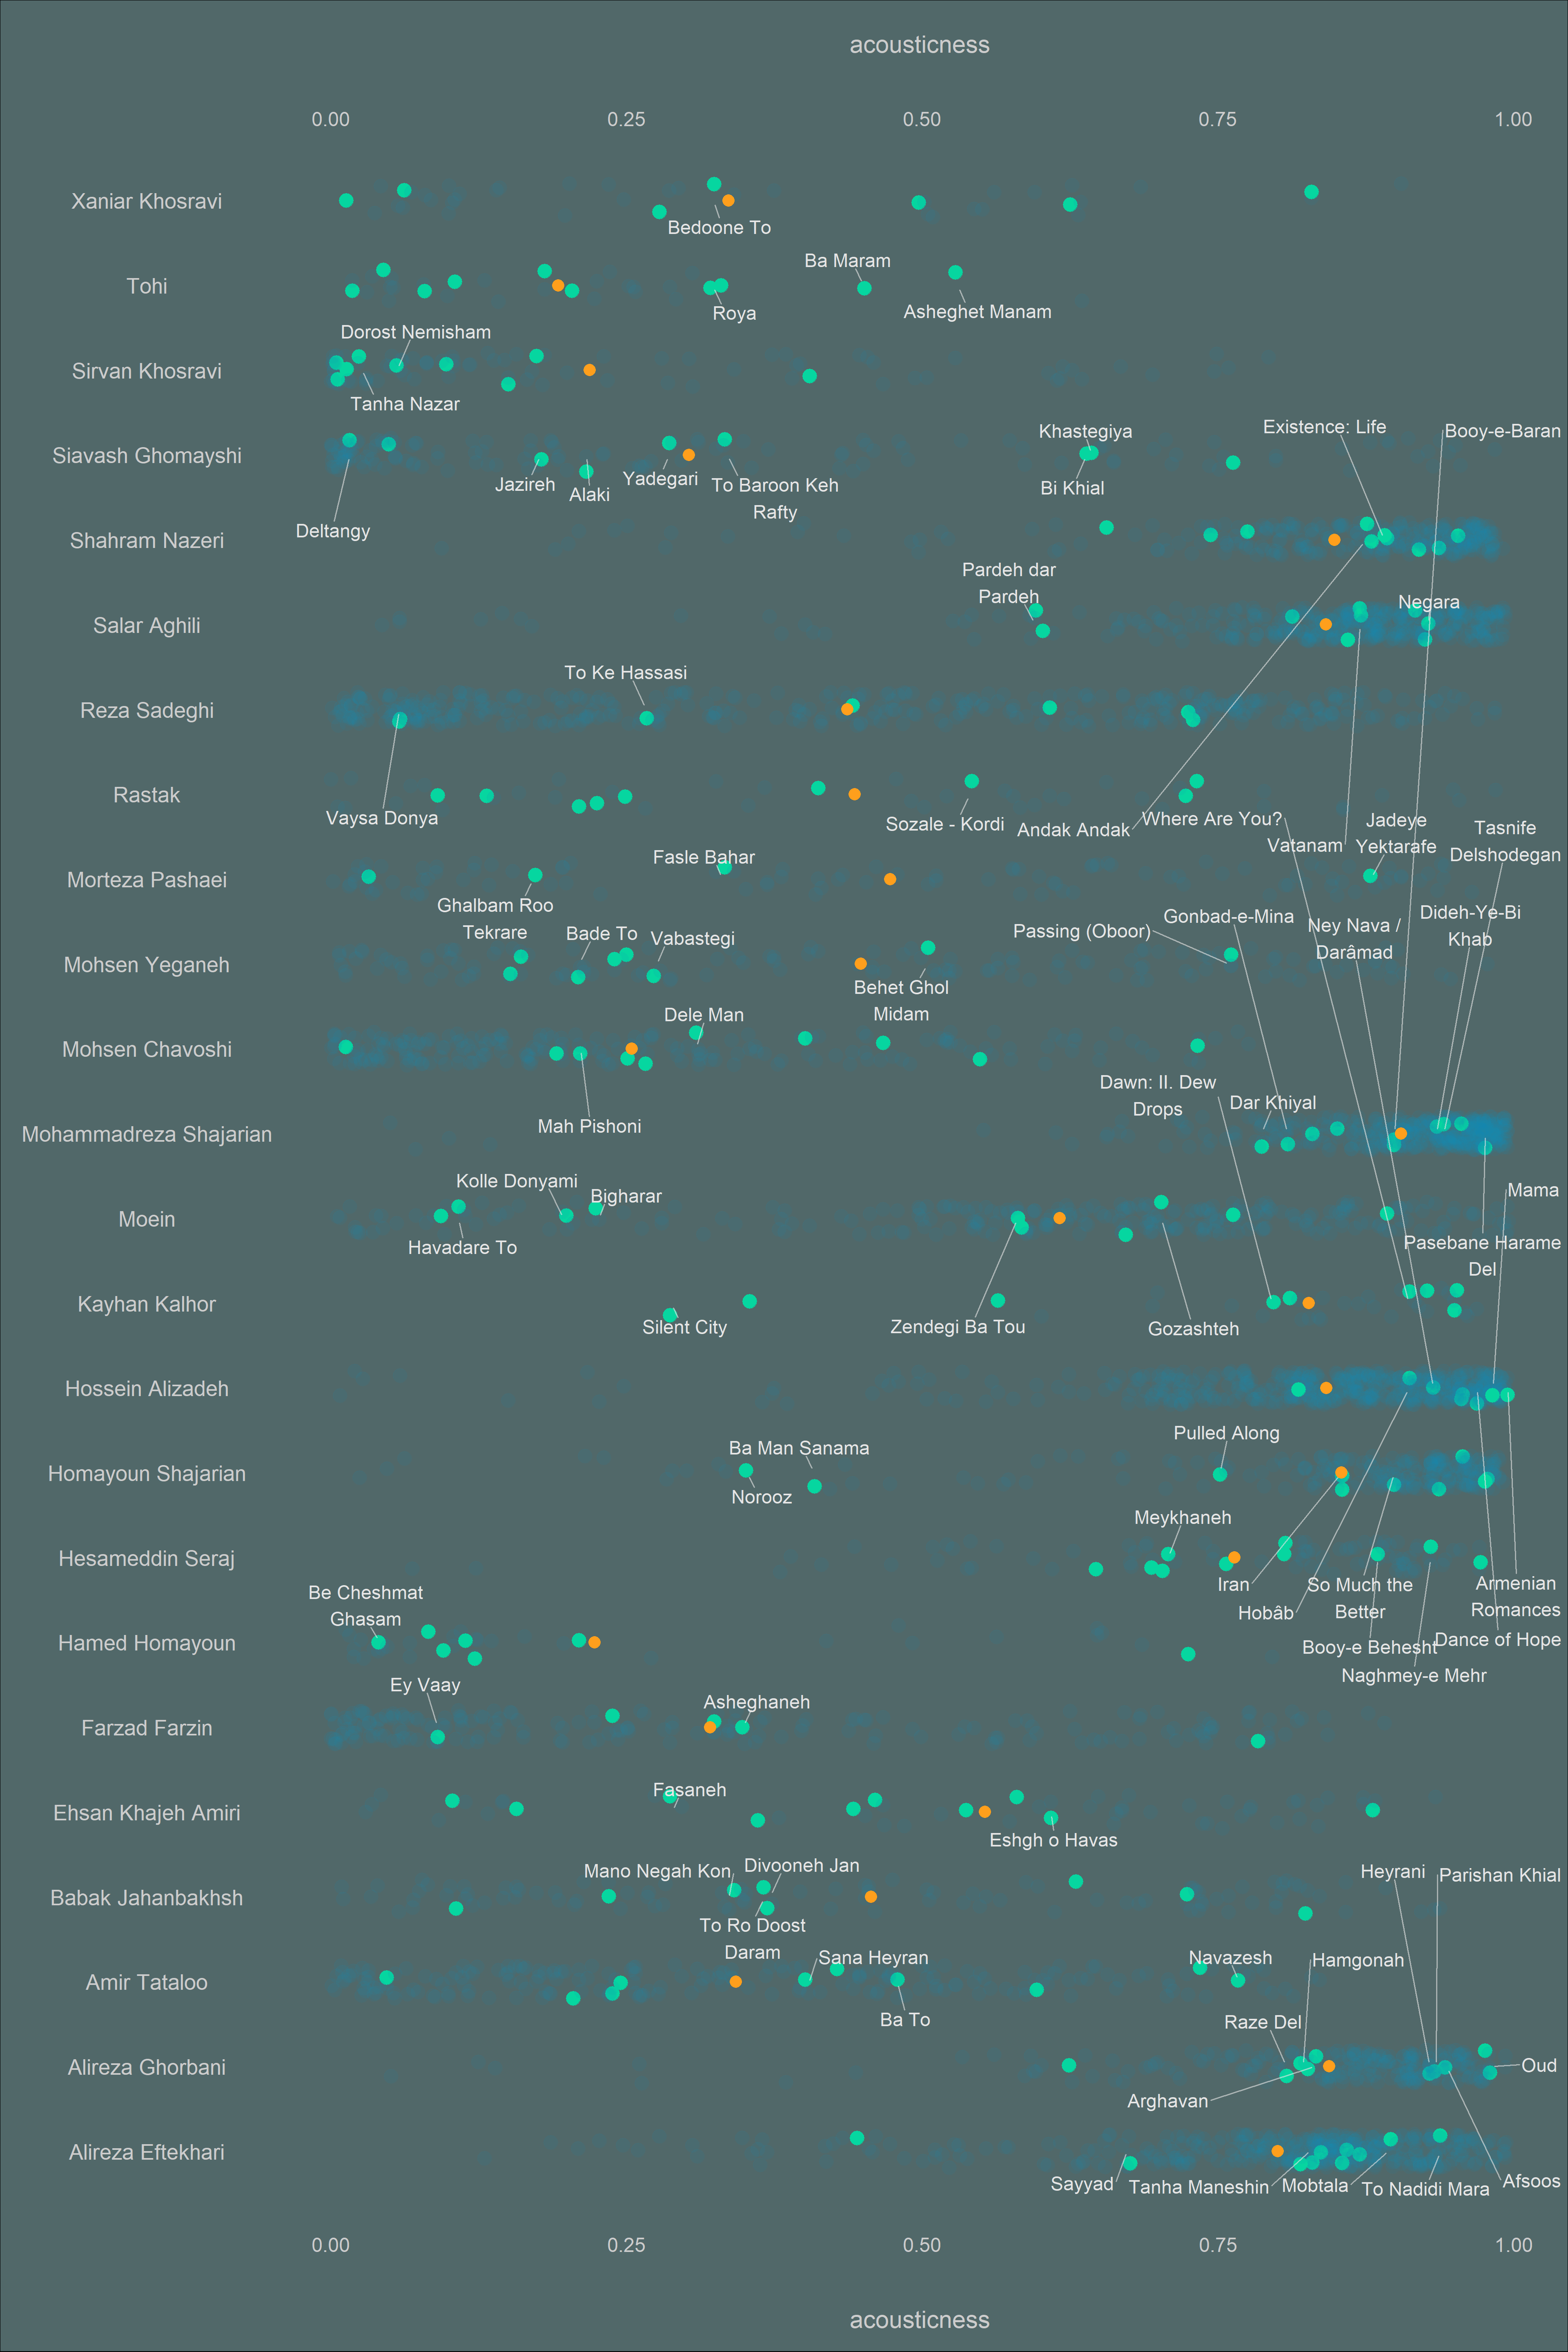 acousticness
0.00 0.25 0.50 0.75 1.00
Xaniar Khosravi
Bedoone To
Ba Maram
Tohi
Roya
Asheghet Manam
Dorost Nemisham
Sirvan Khosravi
Tanha Nazar
Existence: Life
Booy-e-Baran
Khastegiya
Siavash Ghomayshi
Jazireh
Alaki
Yadegari
To Baroon Keh
Rafty
Bi Khial
Deltangy
Shahram Nazeri
Pardeh dar
Pardeh
Negara
Salar Aghili
To Ke Hassasi
Reza Sadeghi
Rastak
Vaysa Donya
Sozale - Kordi
Andak Andak
Where Are You?
Vatanam
Jadeye
Yektarafe
Tasnife
Delshodegan
Fasle Bahar
Morteza Pashaei
Ghalbam Roo
Tekrare
Bade To
Vabastegi
Passing (Oboor)
Gonbad-e-Mina
Ney Nava /
Darâmad
Dideh-Ye-Bi
Khab
Mohsen Yeganeh
Behet Ghol
Midam
Dele Man
Mohsen Chavoshi
Dawn: II. Dew
Drops
Dar Khiyal
Mah Pishoni
Mohammadreza Shajarian
Kolle Donyami
Bigharar
Mama
Moein
Havadare To
Pasebane Harame
Del
Kayhan Kalhor
Silent City
Zendegi Ba Tou
Gozashteh
Hossein Alizadeh
Pulled Along
Ba Man Sanama
Homayoun Shajarian
Norooz
Meykhaneh
Hesameddin Seraj
Iran
So Much the
Better
Armenian
Romances
Be Cheshmat
Ghasam
Hobâb
Hamed Homayoun
Booy-e Behesht
Dance of Hope
Naghmey-e Mehr
Ey Vaay
Asheghaneh
Farzad Farzin
Fasaneh
Ehsan Khajeh Amiri
Eshgh o Havas
Mano Negah Kon
Divooneh Jan
Heyrani
Parishan Khial
Babak Jahanbakhsh
To Ro Doost
Daram
Sana Heyran
Navazesh
Hamgonah
Amir Tataloo
Ba To
Raze Del
Alireza Ghorbani
Oud
Arghavan
Alireza Eftekhari
Sayyad
Tanha Maneshin
Mobtala
To Nadidi Mara
Afsoos
0.00 0.25 0.50 0.75 1.00
acousticness